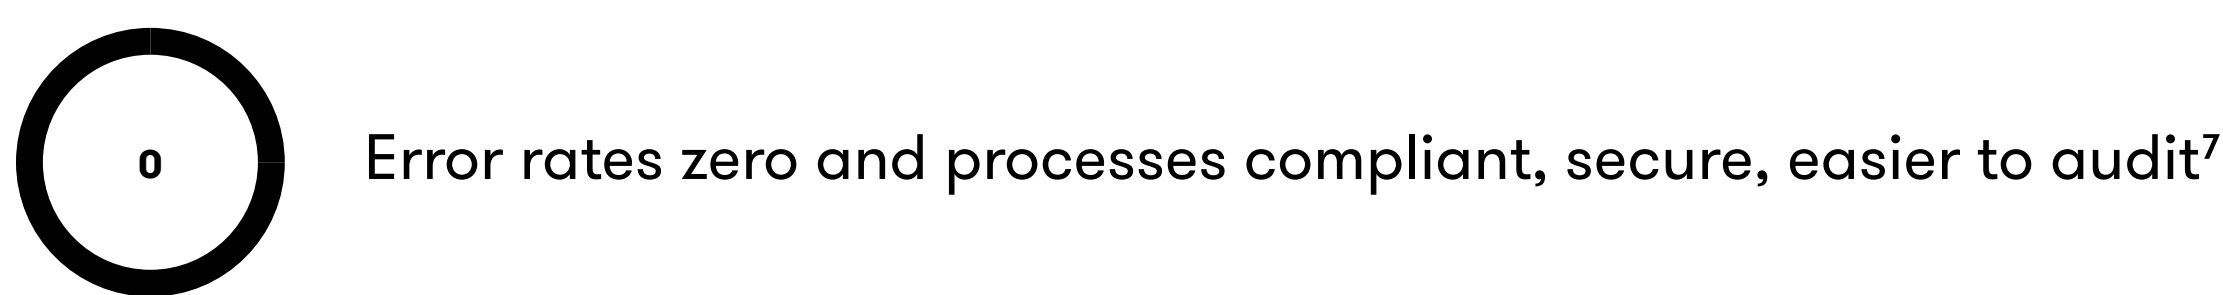 0
Error rates zero and processes compliant, secure, easier to audit⁷